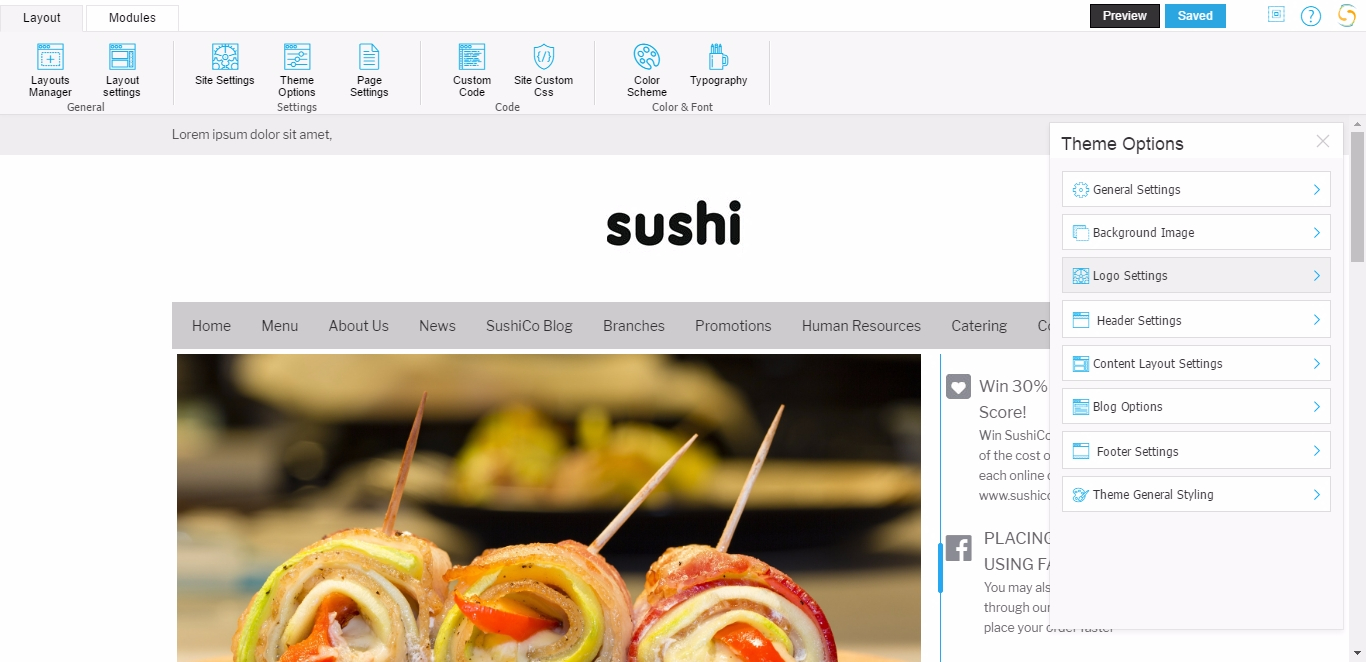 Layout
Modules
Preview
Saved
Layouts
Manager
Layout
settings
General
Site Settings
Theme
Options
Page
Settings
Settings
Custom
Code
Site Custom
Css
Code
Color
Scheme
Typography
Color & Font
Lorem ipsum dolor sit amet,
sushi
Home Menu About Us News SushiCo Blog Branches Promotions Human Resources Catering
Win 30%
Score!
Win SushiCo
of the cost
each online
www.sushico
PLACING
USING
You may
through our
place your order faster
Theme Options
General Settings
Background Image
Logo Settings
Header Settings
Content Layout Settings
Blog Options
Footer Settings
Theme General Styling